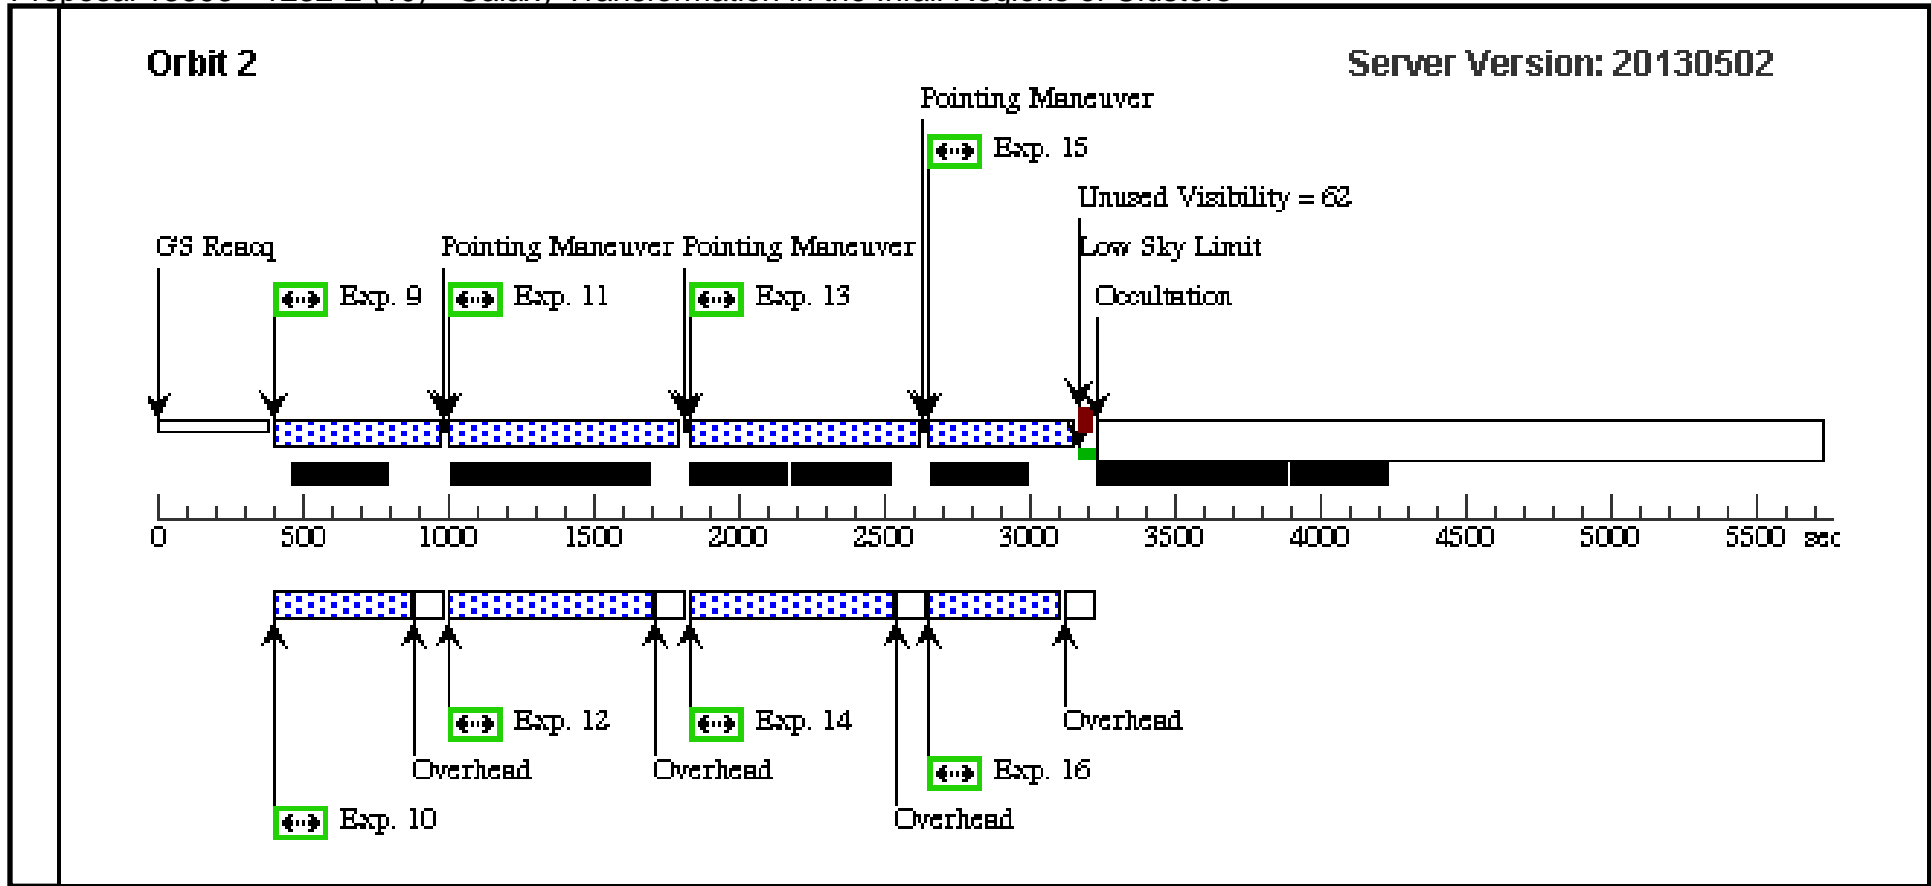 Orbit 2
Server Version: 20130502
Pointing Maneuver
Exp. 15
Unused Visibility = 62
GS Reacq
Pointing Maneuver
Pointing Maneuver
Low Sky Limit
Exp. 9
Exp. 11
Exp. 13
Occultation
0 500 1000 1500 2000 2500 3000 3500 4000 4500 5000 5500 sec
Exp. 12
Exp. 14
Overhead
Overhead
Overhead
Exp. 16
Exp. 10
Overhead